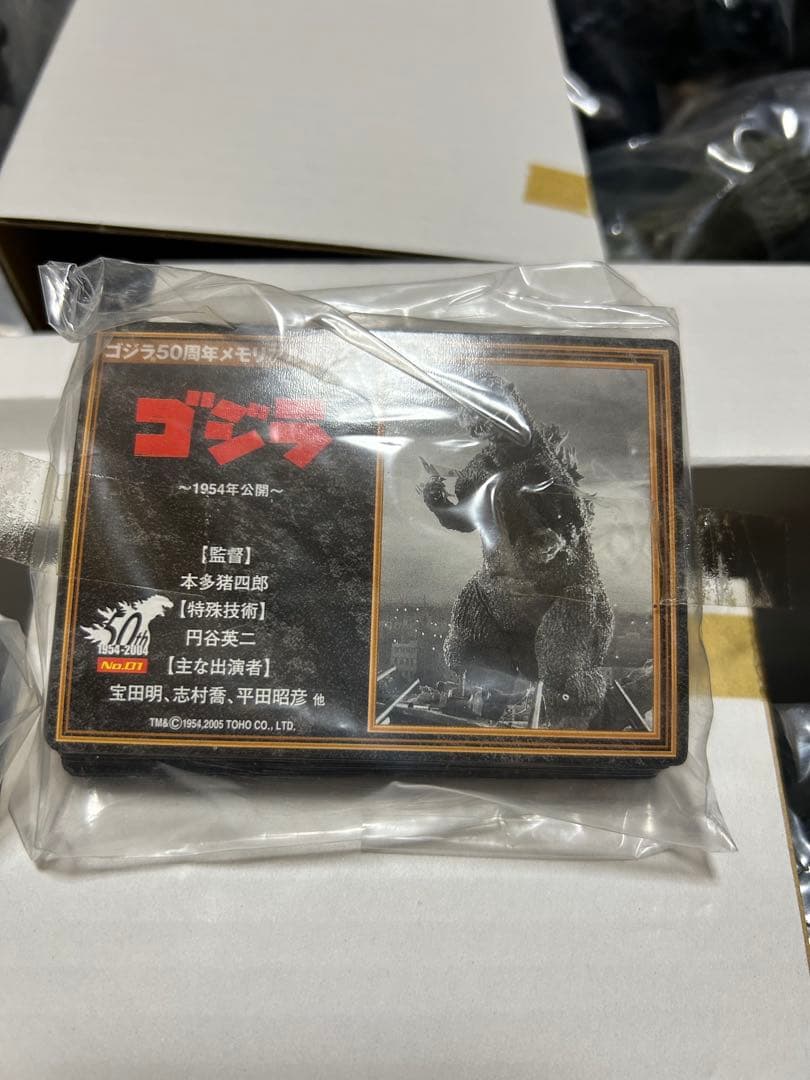 ゴジラ50周年メモリア
ゴジラ
～1954年公開～
【監督】
本多猪四郎
【特殊技術】
円谷英二
【主な出演者】
宝田明、志村喬、平田昭彦 他
50th
1954-2004
No.01
TM&©1954,2005 TOHO CO., LTD.